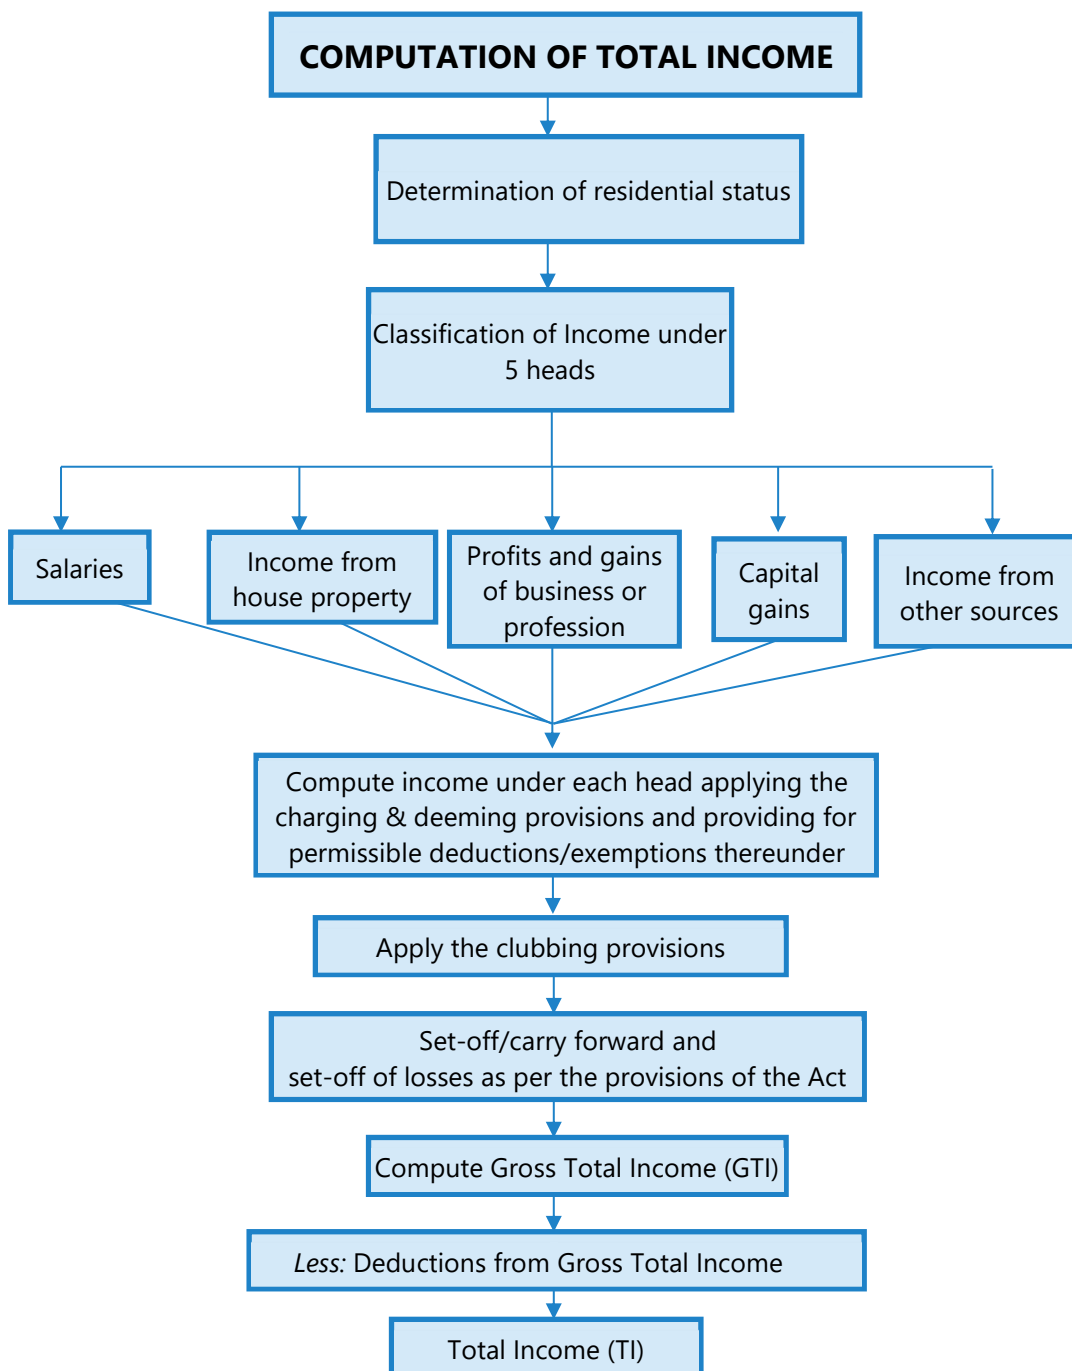 COMPUTATION OF TOTAL INCOME
Determination of residential status
Classification of Income under
5 heads
Salaries
Income from
house property
Profits and gains
of business or
profession
Capital
gains
Income from
other sources
Compute income under each head applying the
charging & deeming provisions and providing for
permissible deductions/exemptions thereunder
Apply the clubbing provisions
Set-off/carry forward and
set-off of losses as per the provisions of the Act
Compute Gross Total Income (GTI)
Less: Deductions from Gross Total Income
Total Income (TI)